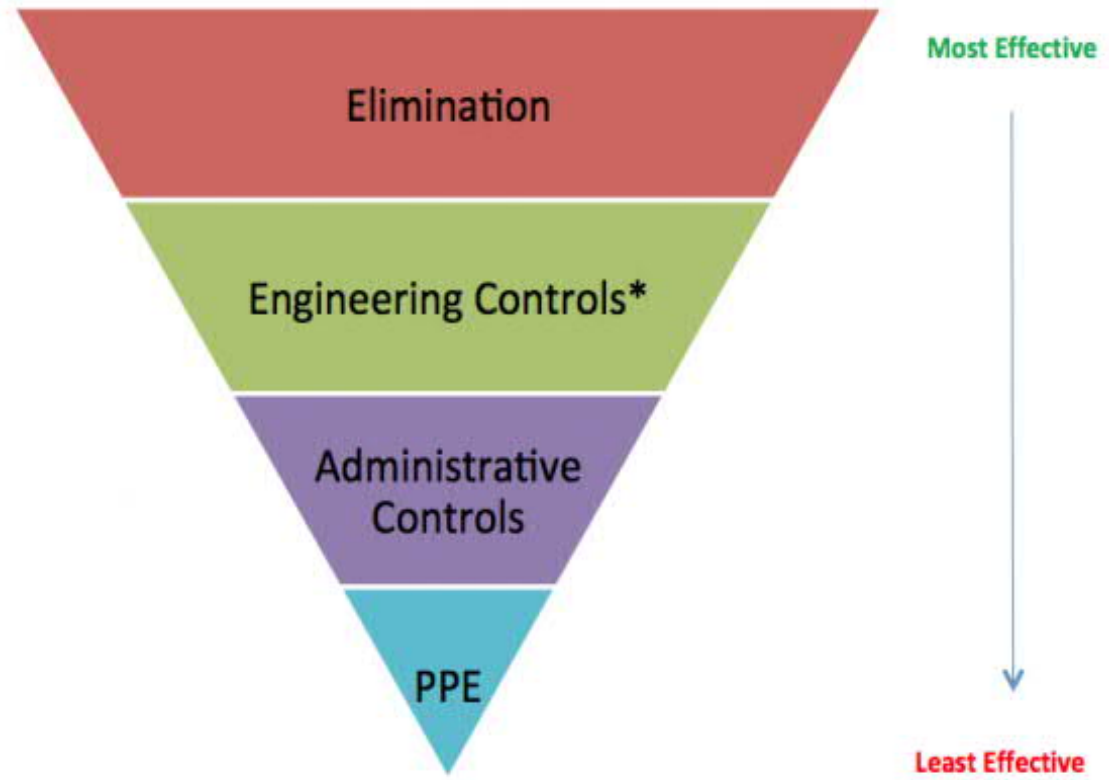 Most Effective
Elimination
Engineering Controls*
Administrative
Controls
PPE
Least Effective